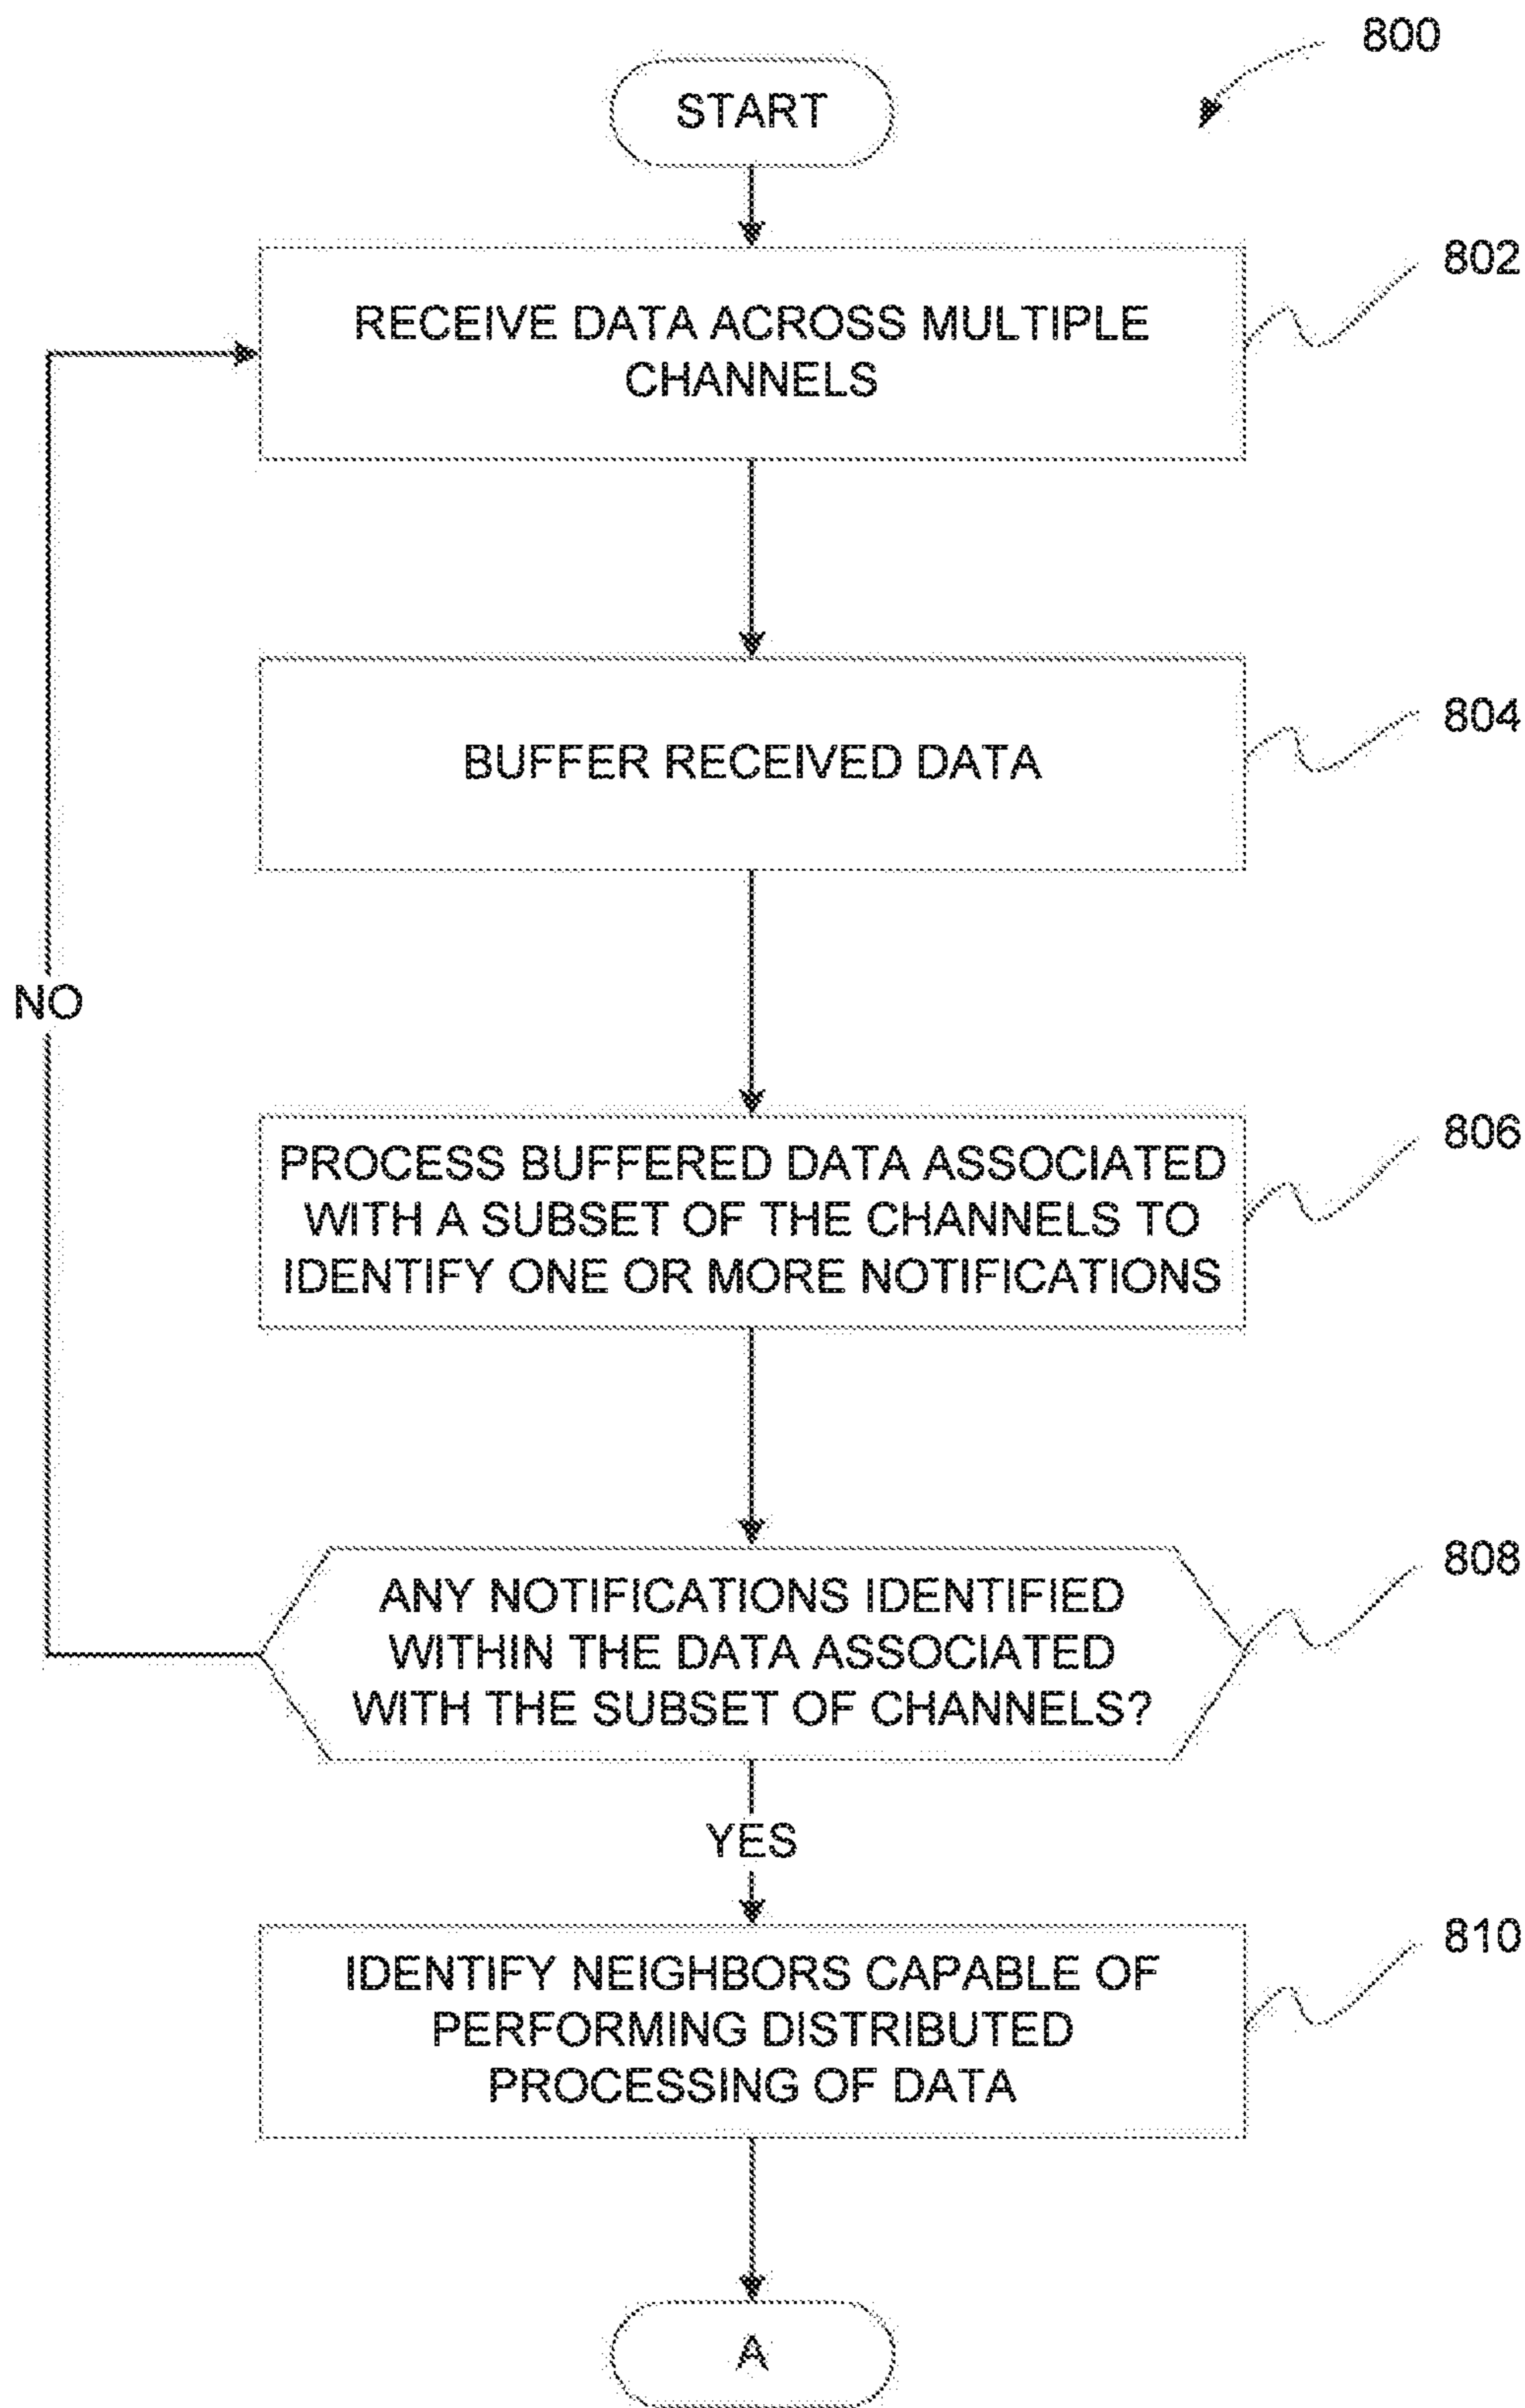 800
START
802
RECEIVE DATA ACROSS MULTIPLE
CHANNELS
804
BUFFER RECEIVED DATA
NO
806
PROCESS BUFFERED DATA ASSOCIATED
WITH A SUBSET OF THE CHANNELS TO
IDENTIFY ONE OR MORE NOTIFICATIONS
808
ANY NOTIFICATIONS IDENTIFIED
WITHIN THE DATA ASSOCIATED
WITH THE SUBSET OF CHANNELS?
YES
810
IDENTIFY NEIGHBORS CAPABLE OF
PERFORMING DISTRIBUTED
PROCESSING OF DATA
A